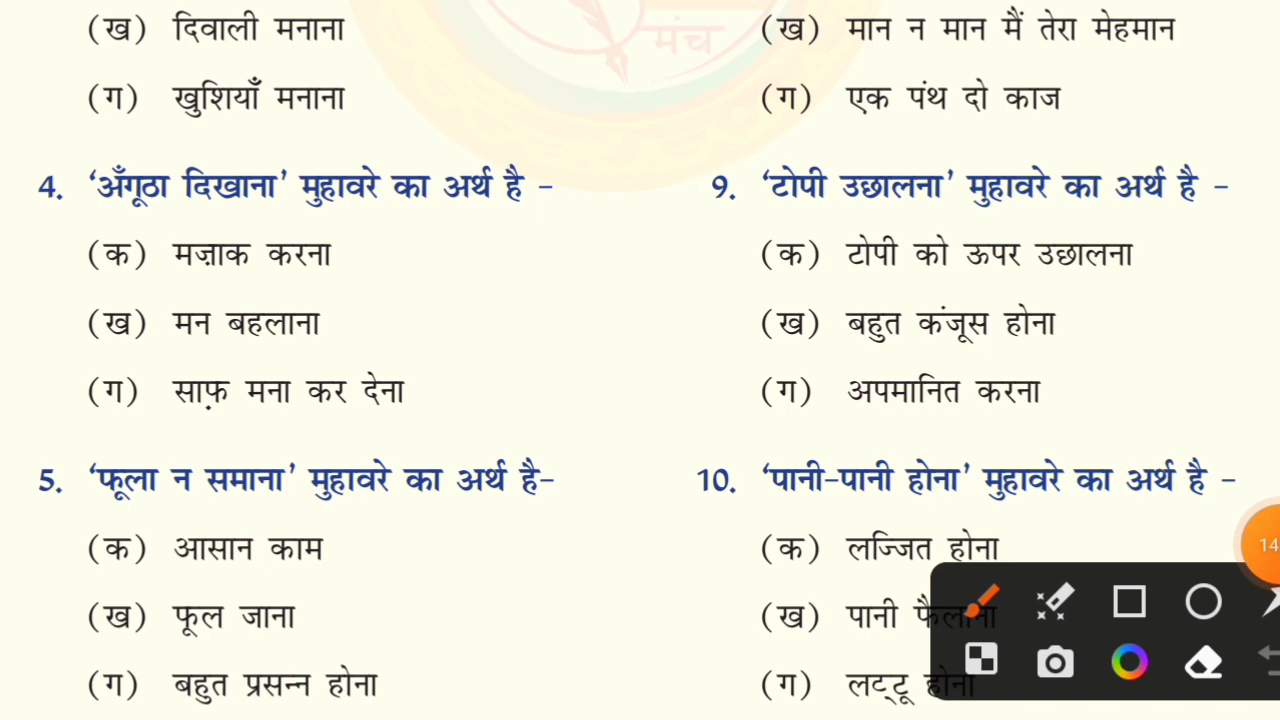 (ख) दिवाली मनाना
(ग) खुशियाँ मनाना
4. ‘अँगूठा दिखाना’ मुहावरे का अर्थ है -
(क) मज़ाक करना
(ख) मन बहलाना
(ग) साफ़ मना कर देना
5. ‘फूला न समाना’ मुहावरे का अर्थ है-
(क) आसान काम
(ख) फूल जाना
(ग) बहुत प्रसन्न होना
(ख) मान न मान मैं तेरा मेहमान
(ग) एक पंथ दो काज
9. ‘टोपी उछालना’ मुहावरे का अर्थ है -
(क) टोपी को ऊपर उछालना
(ख) बहुत कंजूस होना
(ग) अपमानित करना
10. ‘पानी-पानी होना’ मुहावरे का अर्थ है -
(क) लज्जित होना
(ख) पानी फैलाना
(ग) लट्टू होना
मंच
14